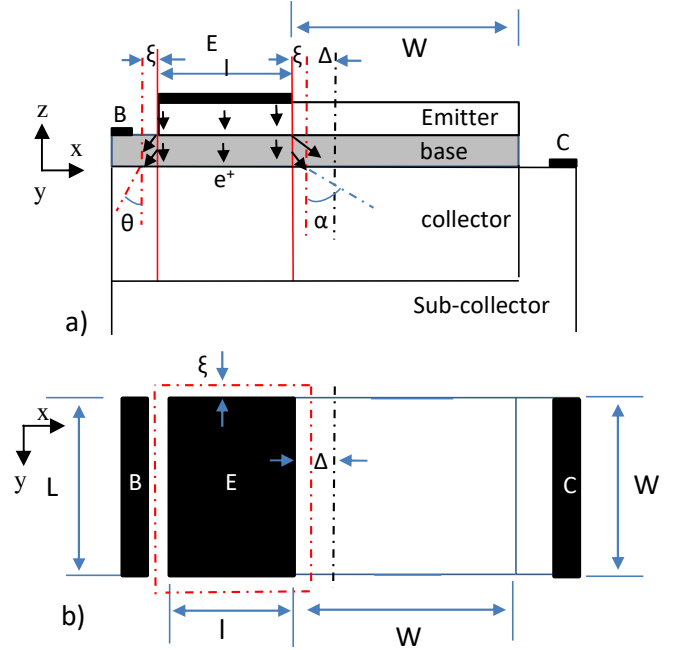 ξ E ξ Δ W
l
B
Emitter
z
x
base
C
y
e+
θ α
collector
Sub-collector
a)
ξ
x
y
L B E Δ C W
l W
b)